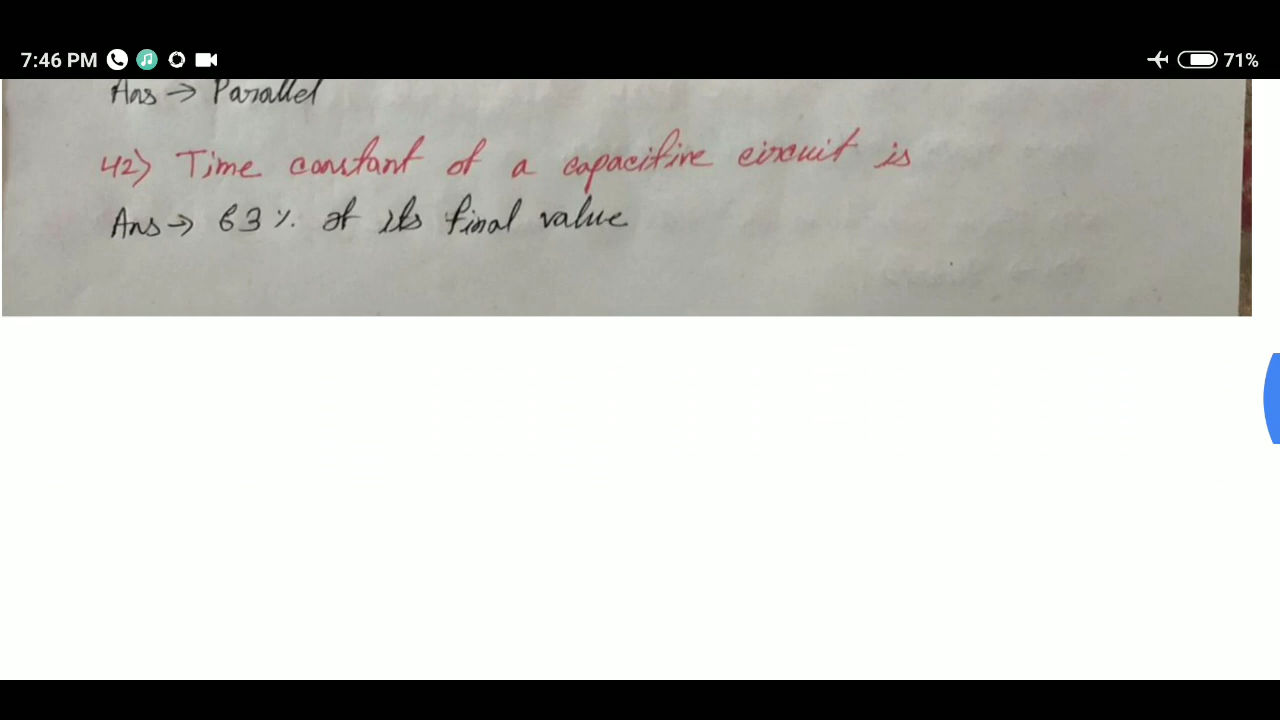 7:46 PM 71%
Ans → Parallel
42) Time constant of a capacitive circuit is
Ans → 63% of its final value